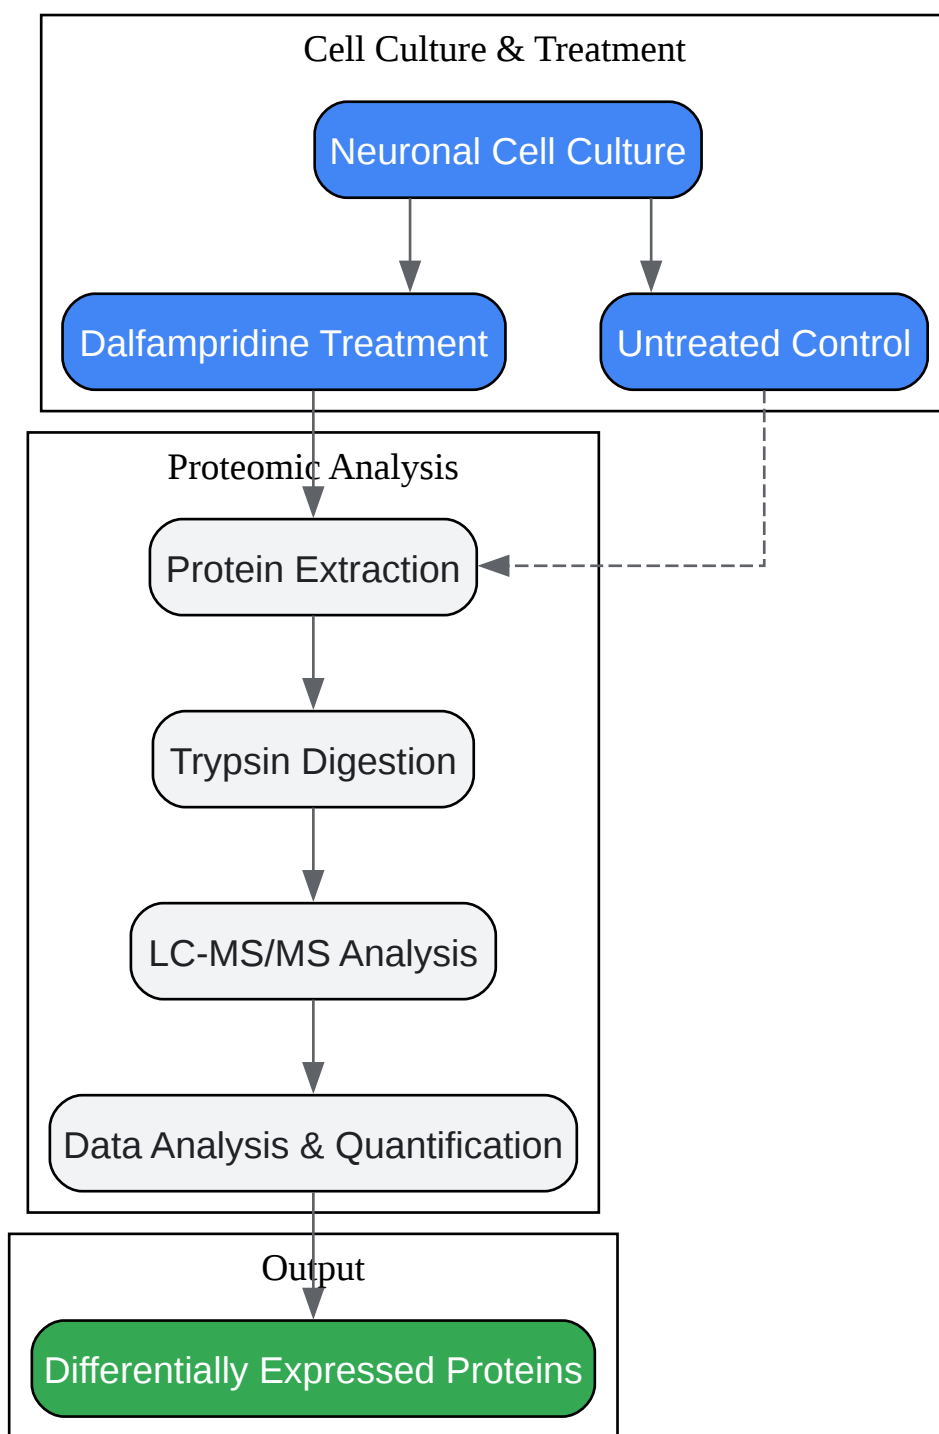 Cell Culture & Treatment
Neuronal Cell Culture
Dalfampridine Treatment
Untreated Control
Proteomic Analysis
Protein Extraction
Trypsin Digestion
LC-MS/MS Analysis
Data Analysis & Quantification
Output
Differentially Expressed Proteins